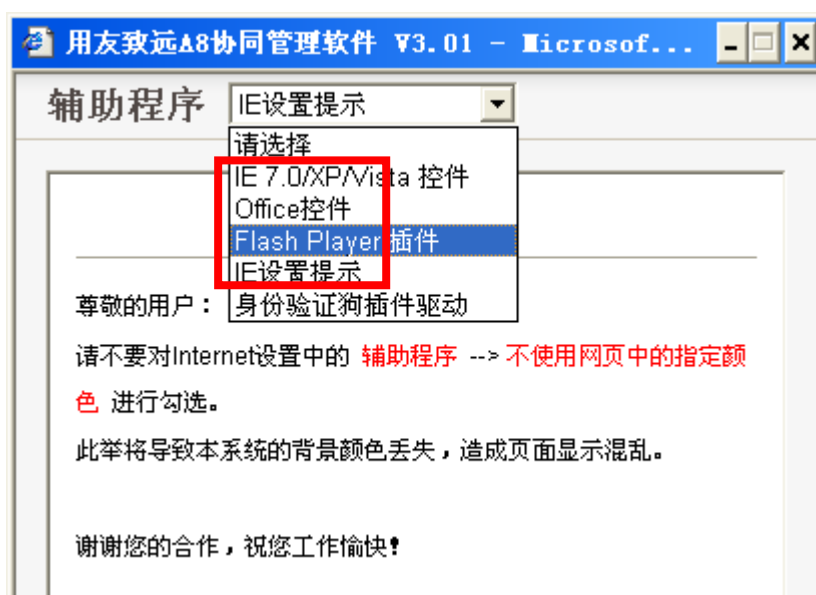 用友致远A8协同管理软件 V3.01 - Microsof...
辅助程序 IE设置提示
请选择
IE 7.0/XP/Vista 控件
Office控件
Flash Player 插件
IE设置提示
身份验证狗插件驱动
尊敬的用户：
请不要对Internet设置中的 辅助程序 --> 不使用网页中的指定颜
色 进行勾选。
此举将导致本系统的背景颜色丢失，造成页面显示混乱。
谢谢您的合作，祝您工作愉快！